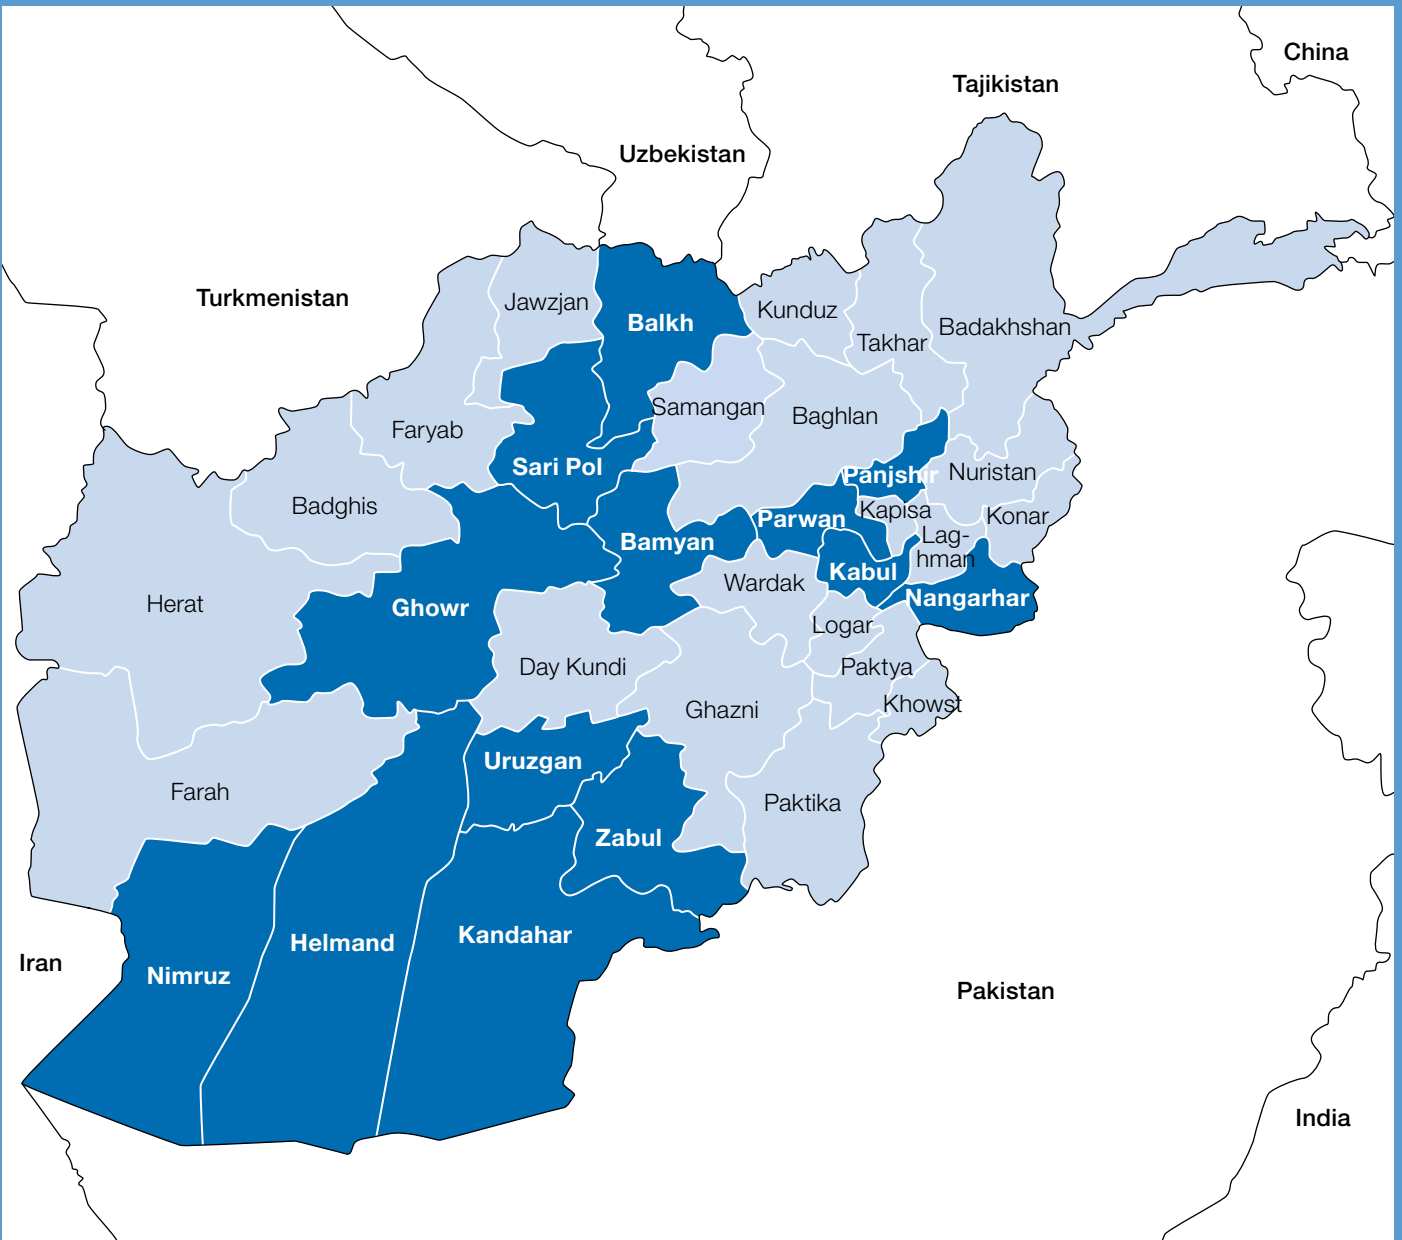 China
Tajikistan
Uzbekistan
Turkmenistan
Jawzjan
Balkh
Kunduz
Takhar
Badakhshan
Samangan
Baghlan
Faryab
Sari Pol
Panjshir
Nuristan
Badghis
Parwan
Kapisa
Konar
Bamyan
Lag-
hman
Wardak
Kabul
Nangarhar
Herat
Ghowr
Logar
Day Kundi
Paktya
Ghazni
Khowst
Uruzgan
Farah
Paktika
Zabul
Kandahar
Helmand
Iran
Nimruz
Pakistan
India